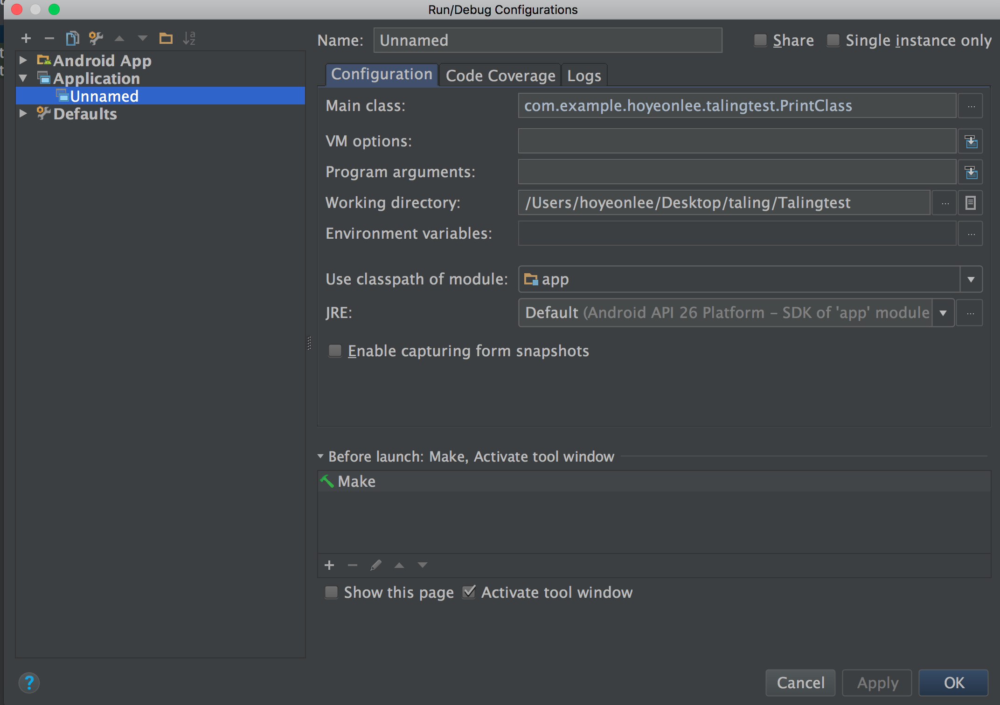 Run/Debug Configurations
Name: Unnamed Share Single instance only
Android App
Application
Unnamed
Defaults
Configuration Code Coverage Logs
Main class: com.example.hoyeonlee.talingtest.PrintClass ...
VM options:
Program arguments:
Working directory: /Users/hoyeonlee/Desktop/taling/Talingtest ...
Environment variables: ...
Use classpath of module: app
JRE: Default (Android API 26 Platform – SDK of 'app' module ...
Enable capturing form snapshots
Before launch: Make, Activate tool window
Make
Show this page Activate tool window
? Cancel Apply OK